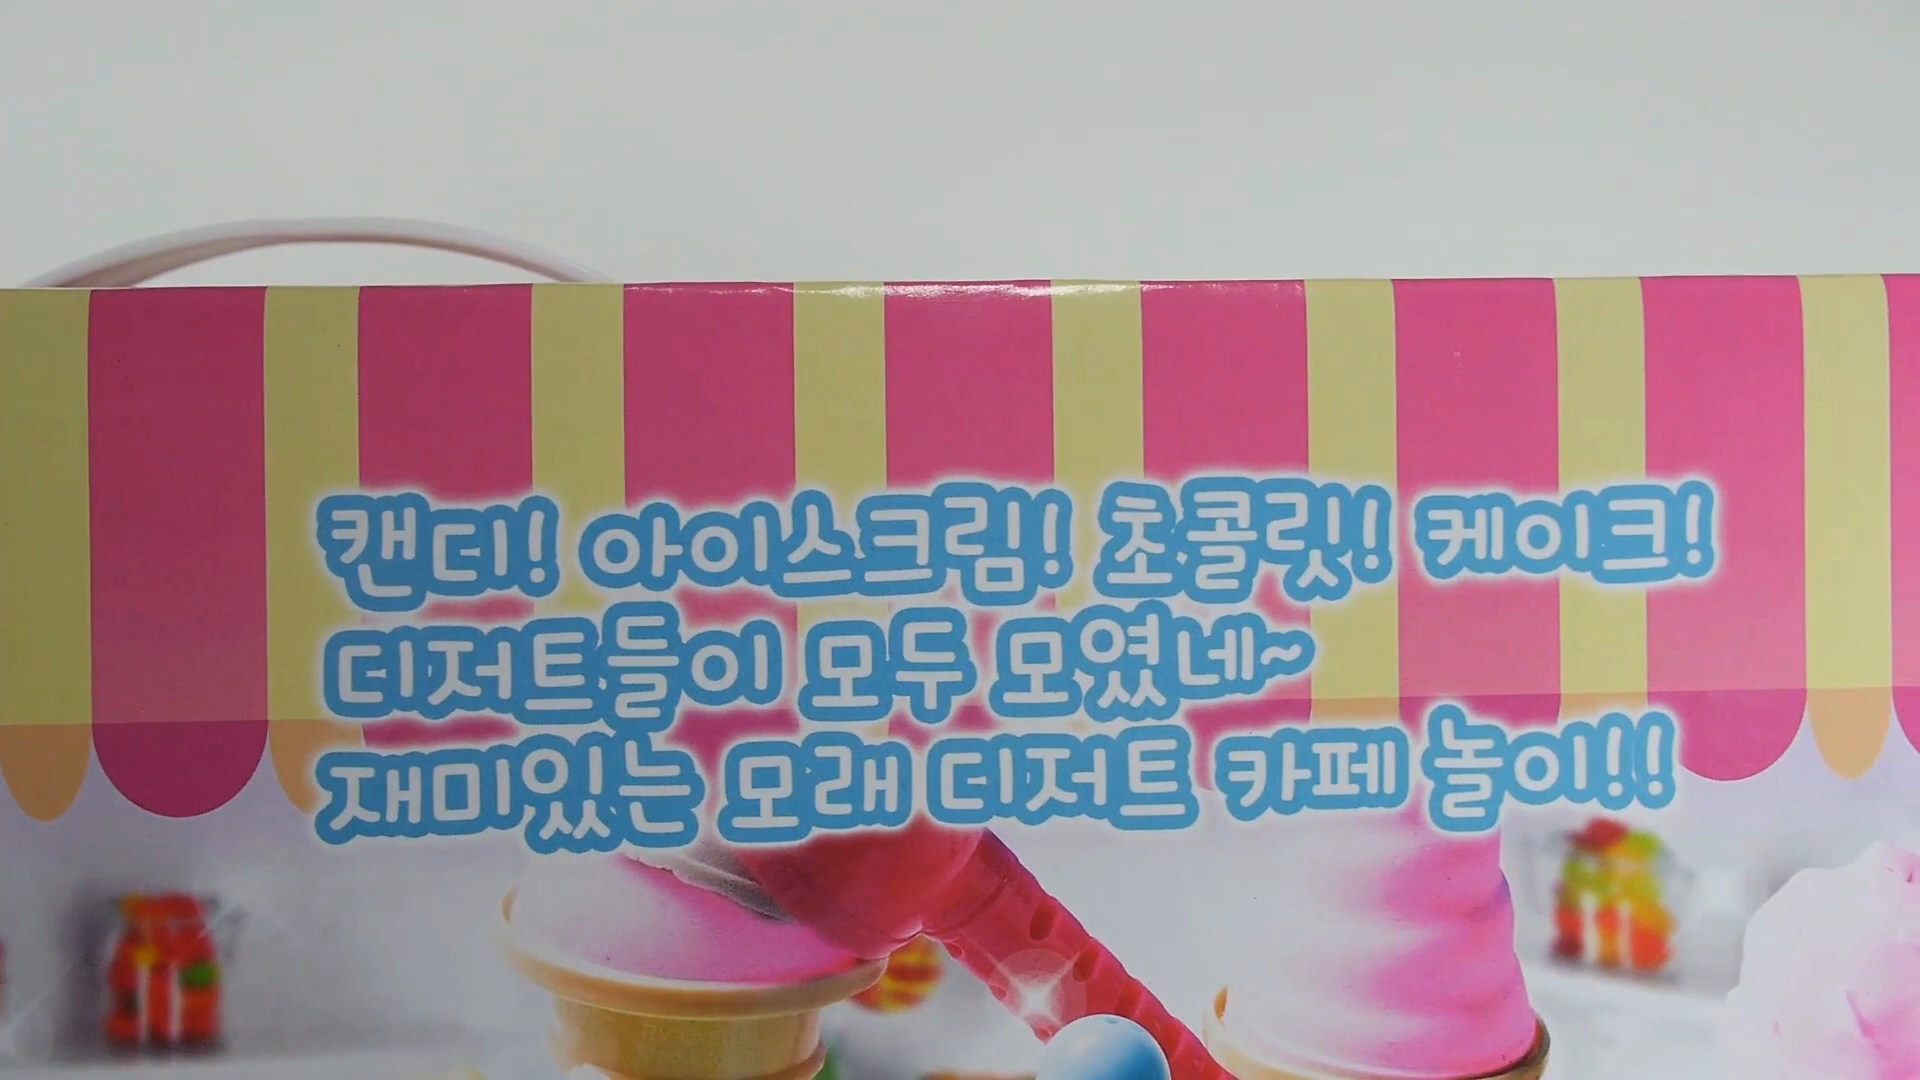 캔디! 아이스크림! 초콜릿! 케이크!
디저트들이 모두 모였네~
재미있는 모래 디저트 카페 놀이!!